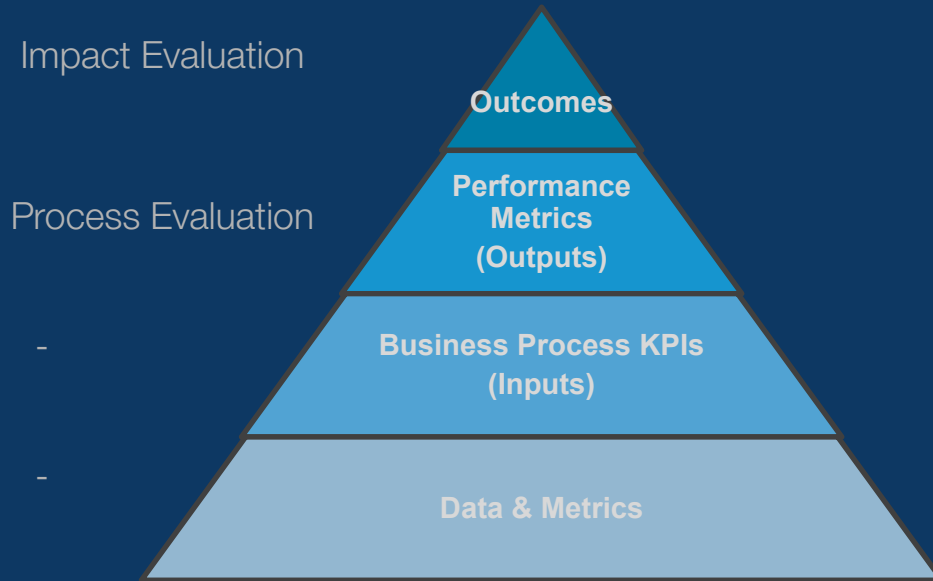 Impact Evaluation
Outcomes
Process Evaluation
Performance
Metrics
(Outputs)
-
Business Process KPIs
(Inputs)
-
Data & Metrics